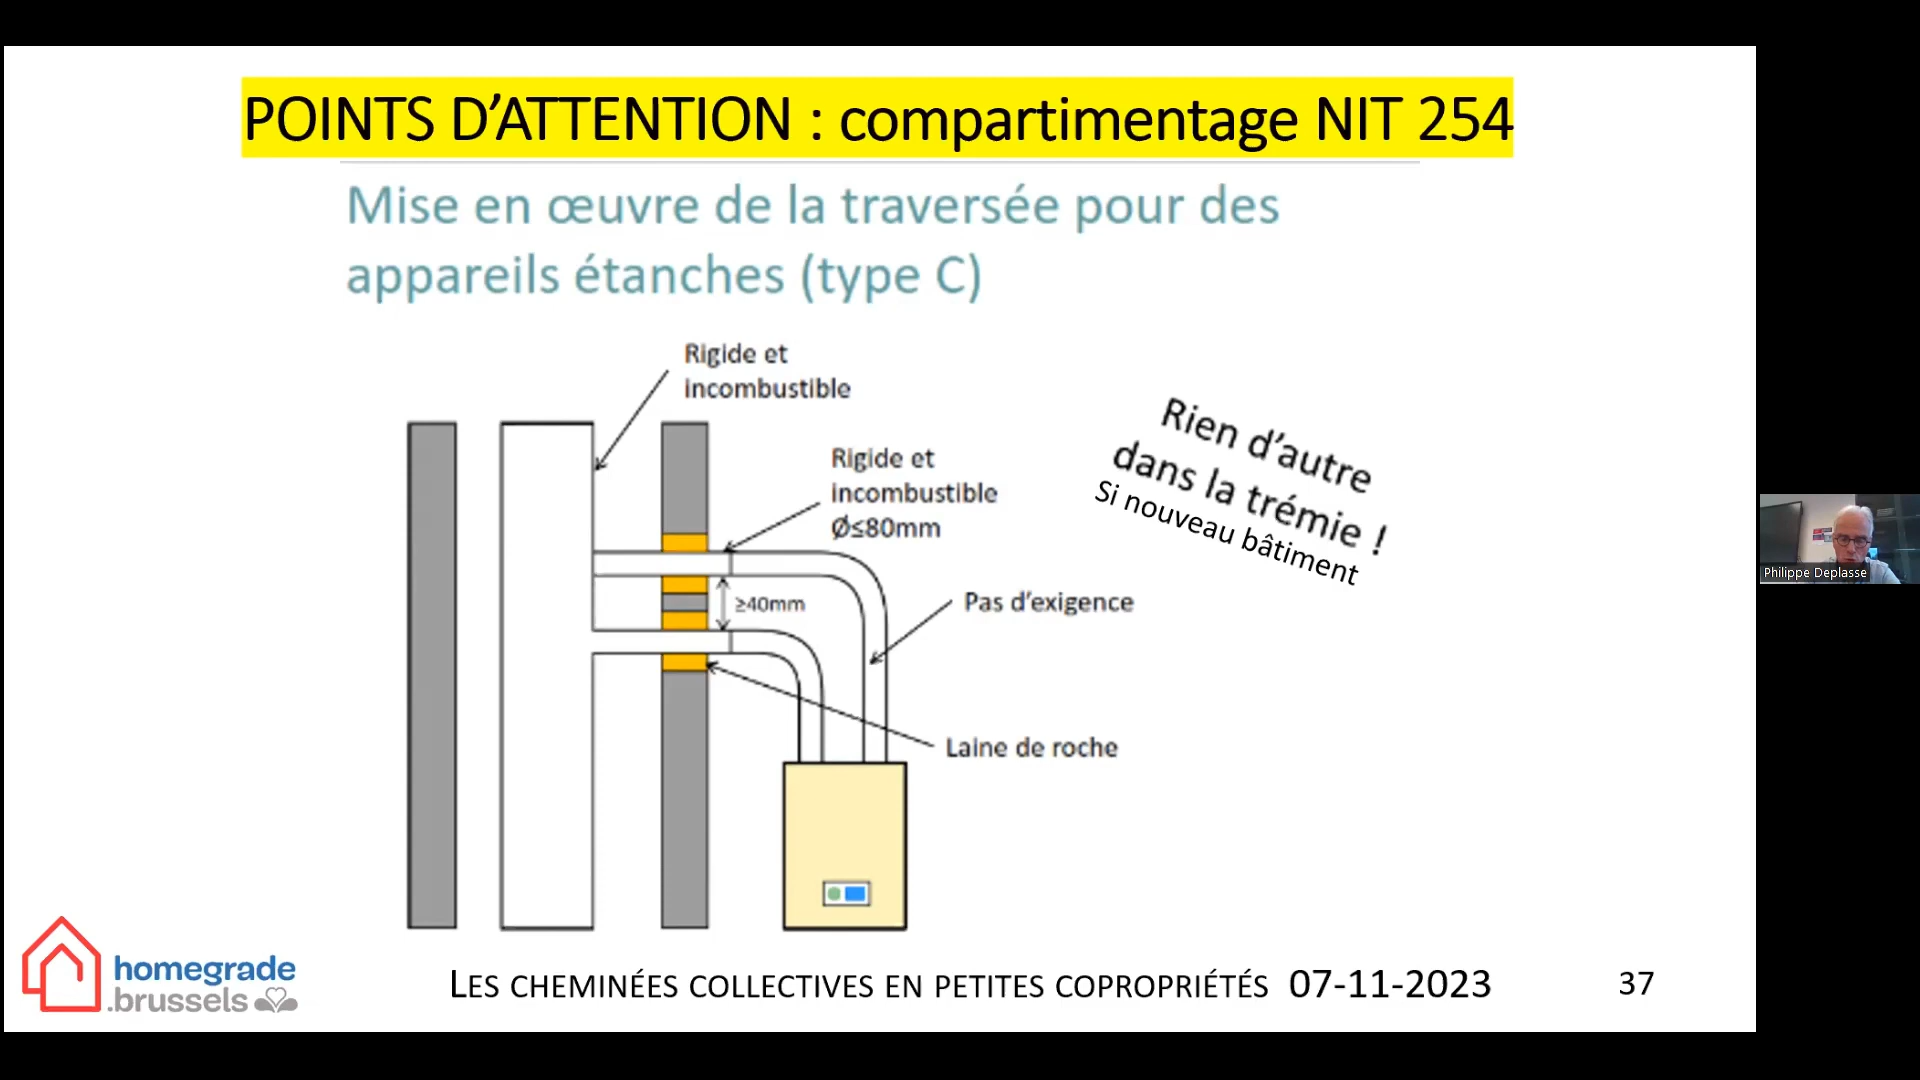 POINTS D’ATTENTION : compartimentage NIT 254
Mise en œuvre de la traversée pour des
appareils étanches (type C)
Rigide et
incombustible
Rigide et
incombustible
Ø≤80mm
Rien d’autre
dans la trémie !
Si nouveau bâtiment
≥40mm
Pas d’exigence
Laine de roche
Philippe Deplasse
homegrade
.brussels
LES CHEMINÉES COLLECTIVES EN PETITES COPROPRIÉTÉS 07-11-2023
37